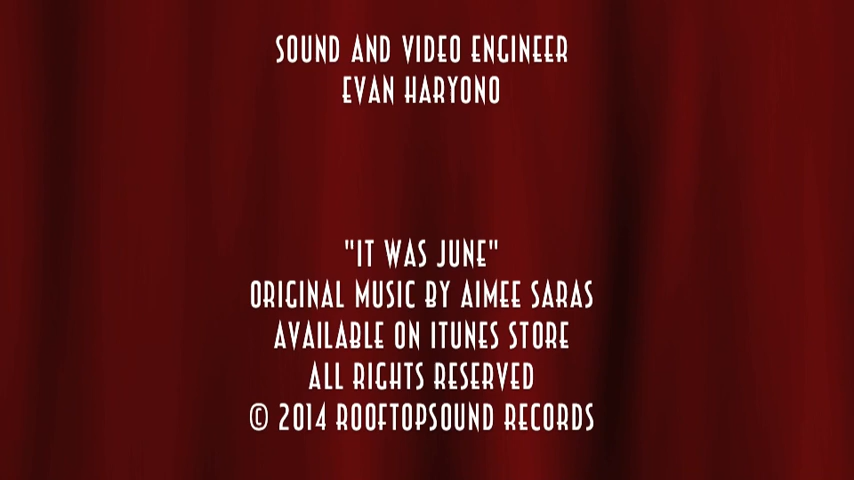 SOUND AND VIDEO ENGINEER
EVAN HARYONO
"IT WAS JUNE"
ORIGINAL MUSIC BY AIMEE SARAS
AVAILABLE ON ITUNES STORE
ALL RIGHTS RESERVED
© 2014 ROOFTOPSOUND RECORDS